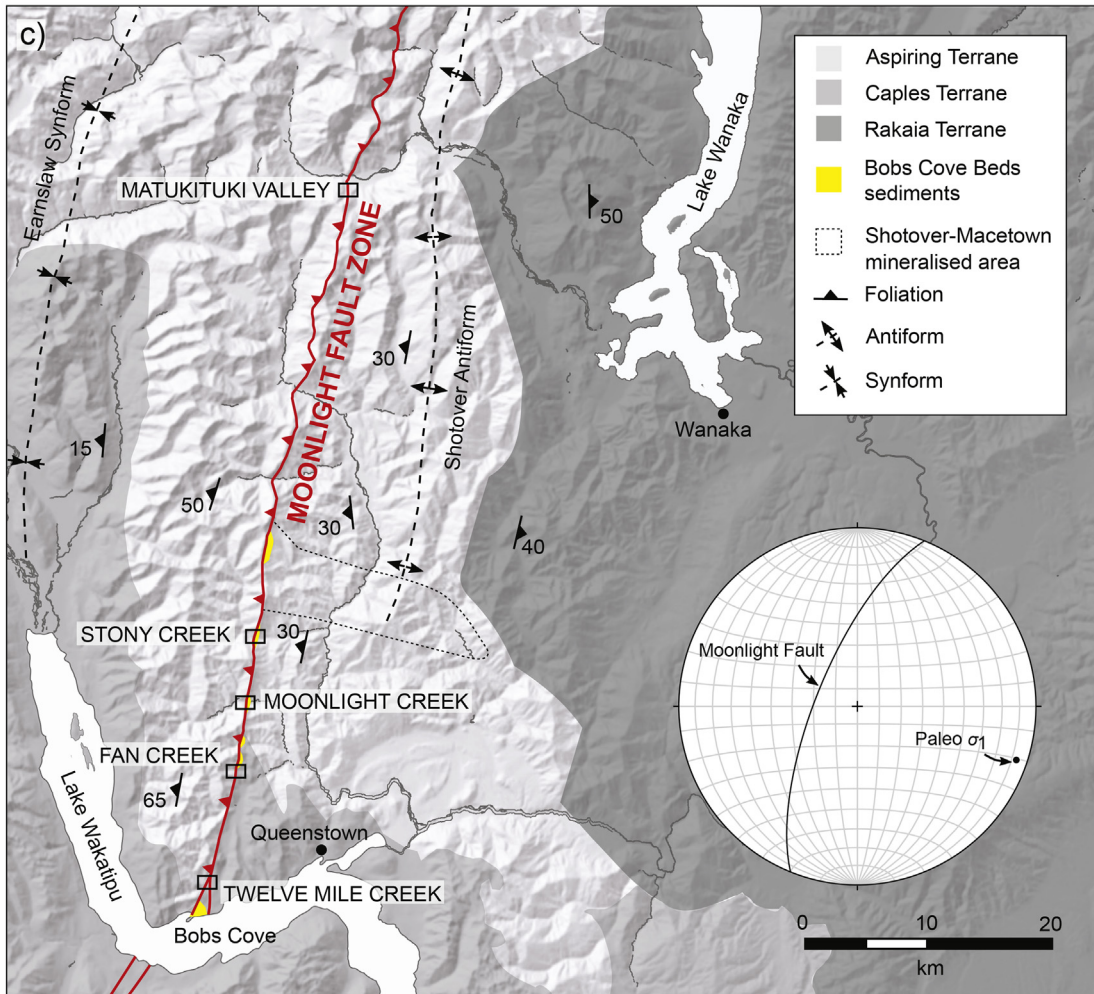 c)
Aspiring Terrane
Caples Terrane
Rakaia Terrane
Bobs Cove Beds
sediments
Shotover-Macetown
mineralised area
Foliation
Antiform
Synform
Earnslaw Synform
MATUKITUKI VALLEY
MOONLIGHT FAULT ZONE
Shotover Antiform
Lake Wanaka
50
30
15
Wanaka
50
30
40
STONY CREEK
30
MOONLIGHT CREEK
FAN CREEK
65
Queenstown
Lake Wakatipu
TWELVE MILE CREEK
Bobs Cove
Moonlight Fault
Paleo σ1
0 10 20
km